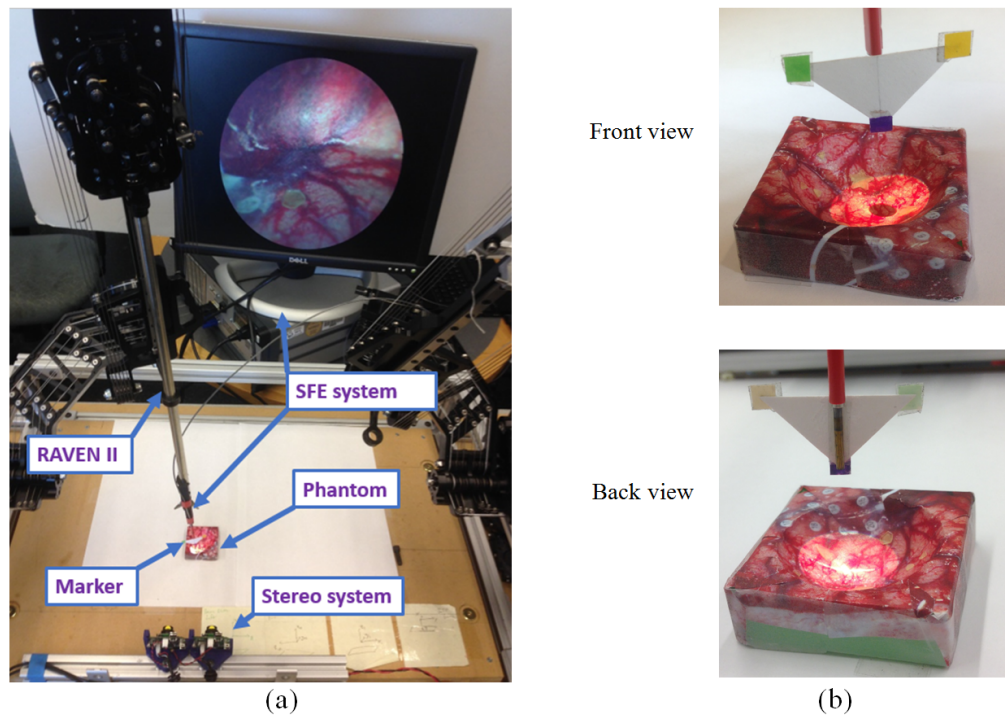 DELL
SFE system
RAVEN II
Phantom
Marker
Stereo system
(a)
Front view
Back view
(b)